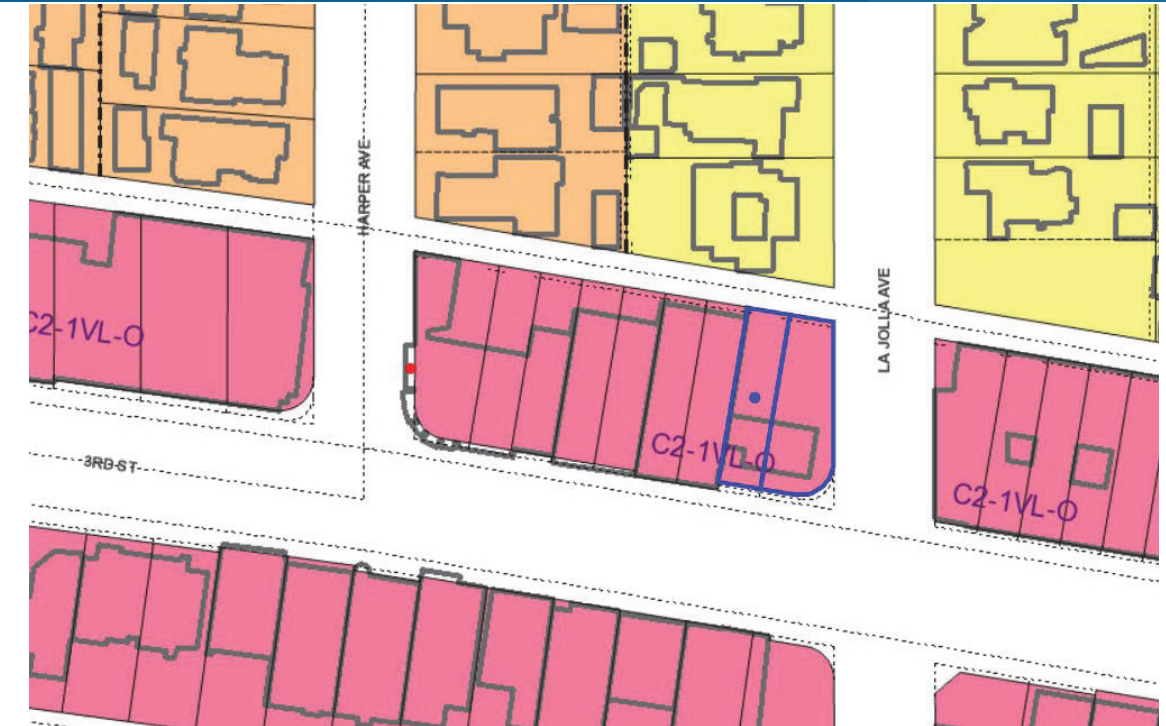 HARPER AVE
LA JOLLA AVE
C2-1VL-O
C2-1VL-O
C2-1VL-O
3RD ST